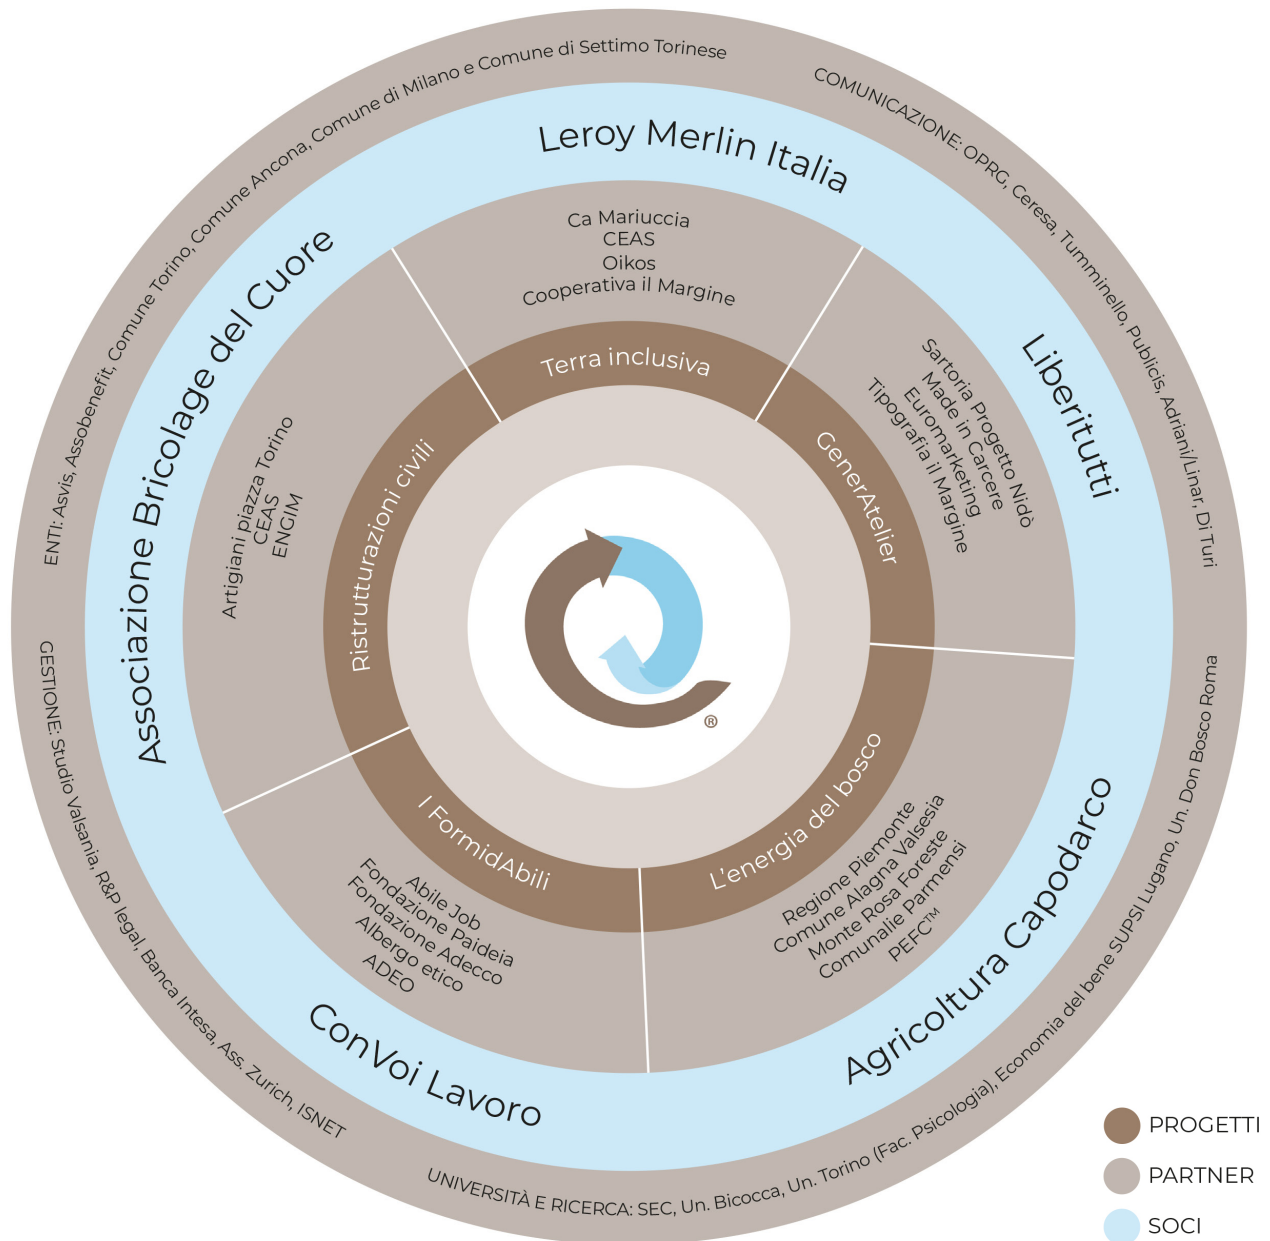 ENTI: Asvis, Assobenefit, Comune Torino, Comune Ancona, Comune di Milano e Comune di Settimo Torinese
COMUNICAZIONE: OPRG, Ceresa, Tumminello, Publicis, Adriani/Linar, Di Turi
UNIVERSITÀ E RICERCA: SEC, Un. Bicocca, Un. Torino (Fac. Psicologia), Economia del bene SUPSI Lugano, Un. Don Bosco Roma
GESTIONE: Studio Valsania, R&P legal, Banca Intesa, Ass. Zurich, ISNET
Leroy Merlin Italia
Liberitutti
Agricoltura Capodarco
ConVoi Lavoro
Associazione Bricolage del Cuore
Ca Mariuccia
CEAS
Oikos
Cooperativa il Margine
Terra inclusiva
Sartoria Progetto Nidò
Made in Carcere
Euromarketing
Tipografia il Margine
GenerAtelier
L'energia del bosco
Regione Piemonte
Comune Alagna Valsesia
Monte Rosa Foreste
Comunalie Parmensi
PEFC™
I FormidAbili
Abile Job
Fondazione Paideia
Fondazione Adecco
Albergo etico
ADEO
Artigiani piazza Torino
CEAS
ENGIM
Ristrutturazioni civili
®
PROGETTI
PARTNER
SOCI